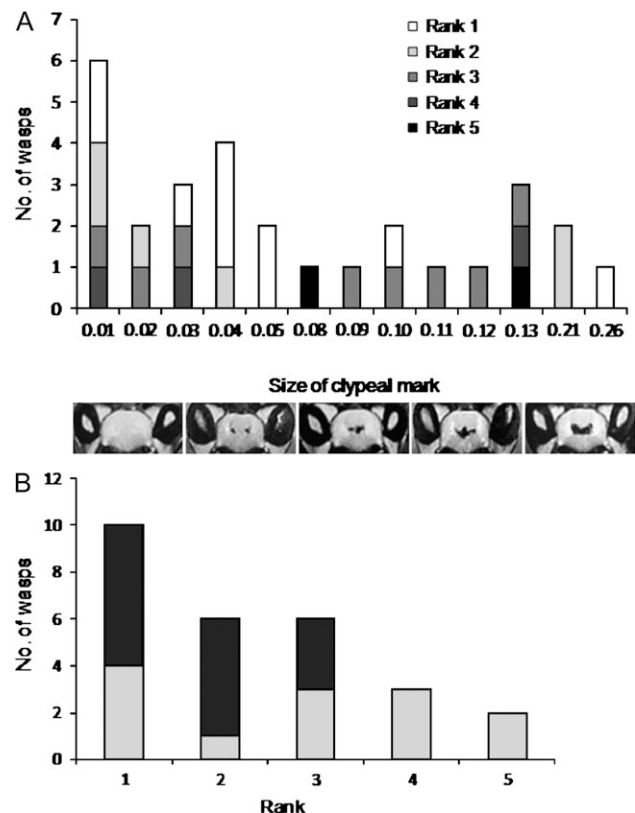 A
7
6
5
4
3
2
1
0
No. of wasps
Rank 1
Rank 2
Rank 3
Rank 4
Rank 5
0.01 0.02 0.03 0.04 0.05 0.08 0.09 0.10 0.11 0.12 0.13 0.21 0.26
Size of clypeal mark
B
12
10
8
6
4
2
0
No. of wasps
1 2 3 4 5
Rank